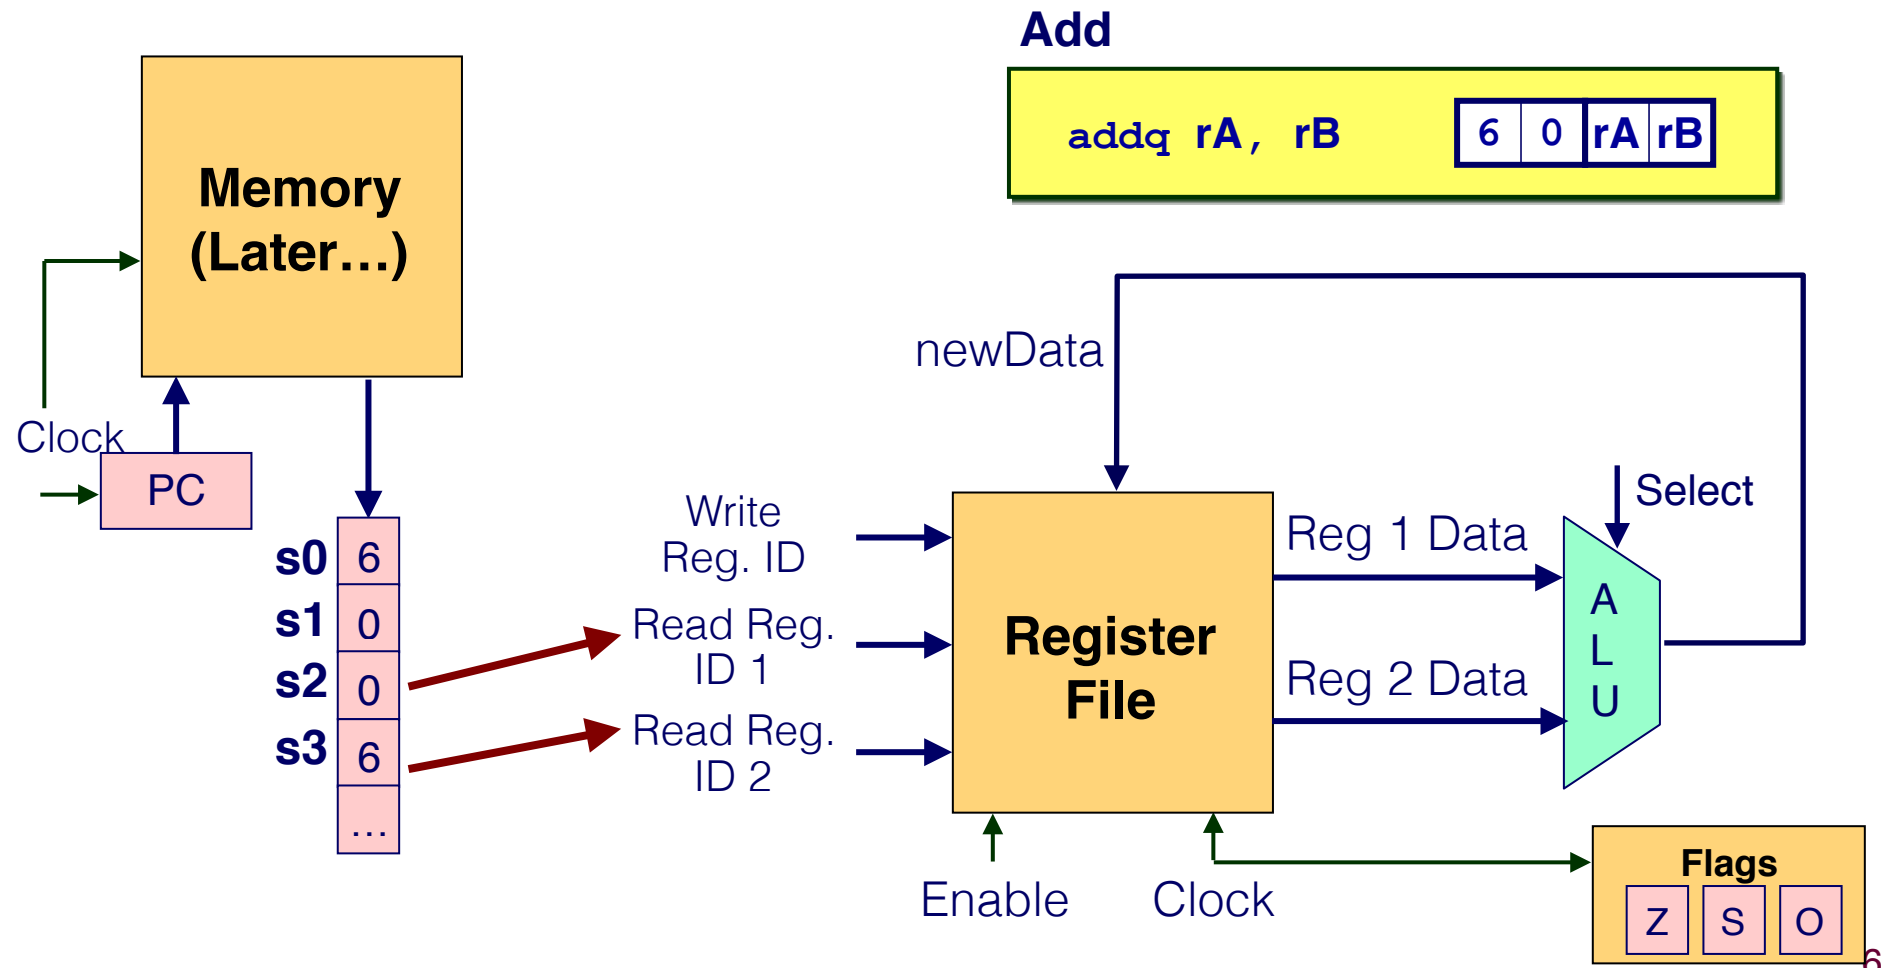 Add
addq rA, rB
6 0 rA rB
Memory
(Later…)
Clock
PC
s0 6
s1 0
s2 0
s3 6
…
newData
Write
Reg. ID
Read Reg.
ID 1
Read Reg.
ID 2
Register
File
Enable
Clock
Reg 1 Data
Reg 2 Data
Select
A
L
U
Flags
Z S O
6